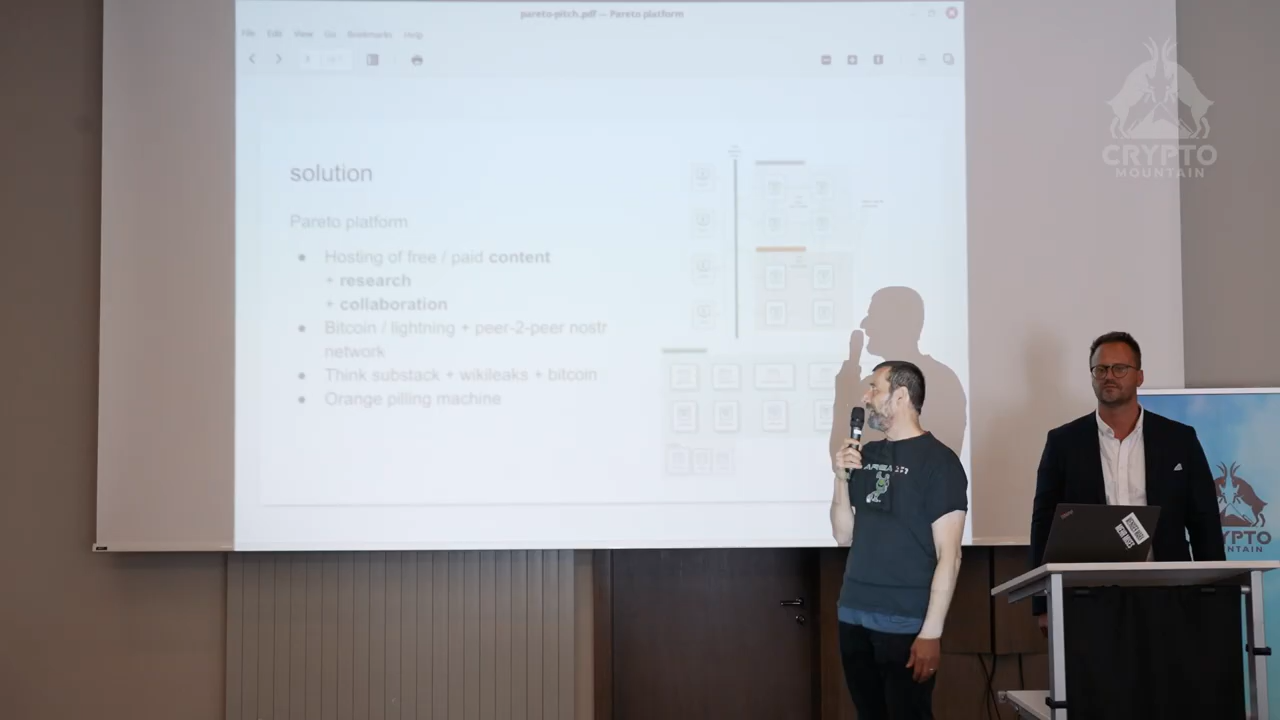 pareto-pitch.pdf — Pareto platform
File Edit View Go Bookmarks Help
CRYPTO
MOUNTAIN
solution
Pareto platform
• Hosting of free / paid content
+ research
+ collaboration
• Bitcoin / lightning + peer-2-peer nostr
network
• Think substack + wikileaks + bitcoin
• Orange pilling machine